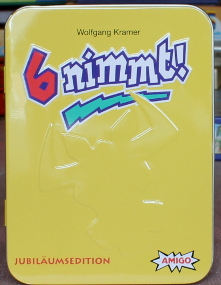 Wolfgang Kramer
6 nimmt!
JUBILÄUMSEDITION
AMIGO